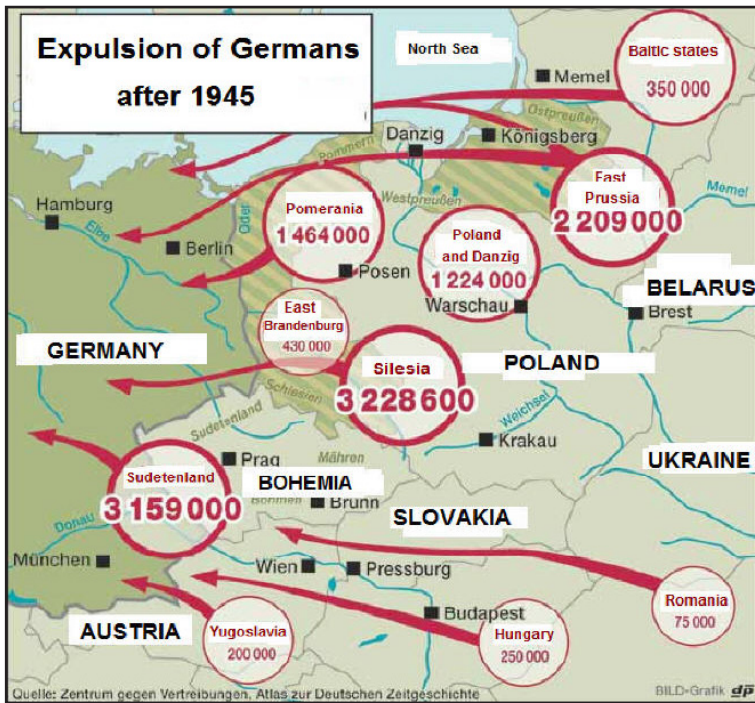 Expulsion of Germans
after 1945
North Sea
Baltic states
350 000
Memel
Ostpreußen
Königsberg
Danzig
Pommern
Westpreußen
East
Prussia
2 209 000
Memel
Hamburg
Elbe
Oder
Berlin
Pomerania
1 464 000
Posen
Poland
and Danzig
1 224 000
Warschau
BELARUS
Brest
East
Brandenburg
430 000
GERMANY
Silesia
3 228 600
POLAND
Schlesien
Weichsel
Sudetenland
Krakau
Prag
Mähren
UKRAINE
Sudetenland
3 159 000
BOHEMIA
Böhmen
Brunn
SLOVAKIA
Donau
München
Wien
Pressburg
Budapest
Romania
75 000
AUSTRIA
Yugoslavia
200 000
Hungary
250 000
Quelle: Zentrum gegen Vertreibungen, Atlas zur Deutschen Zeitgeschichte
BILD-Grafik dp